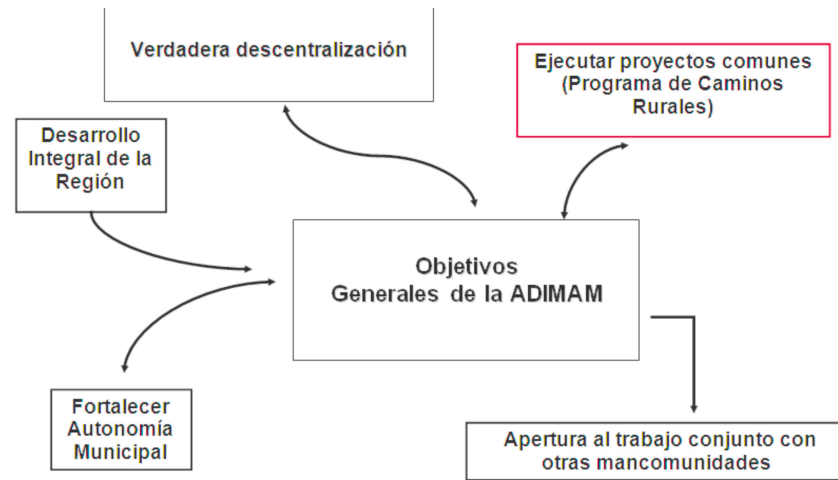 Verdadera descentralización
Ejecutar proyectos comunes
(Programa de Caminos
Rurales)
Desarrollo
Integral de la
Región
Objetivos
Generales de la ADIMAM
Fortalecer
Autonomía
Municipal
Apertura al trabajo conjunto con
otras mancomunidades